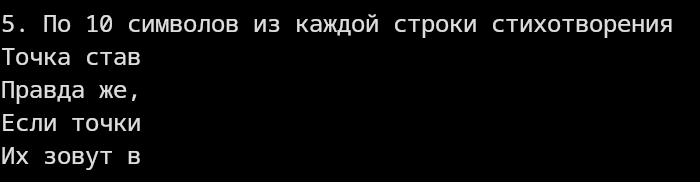 5. По 10 символов из каждой строки стихотворения
Точка став
Правда же,
Если точки
Их зовут в